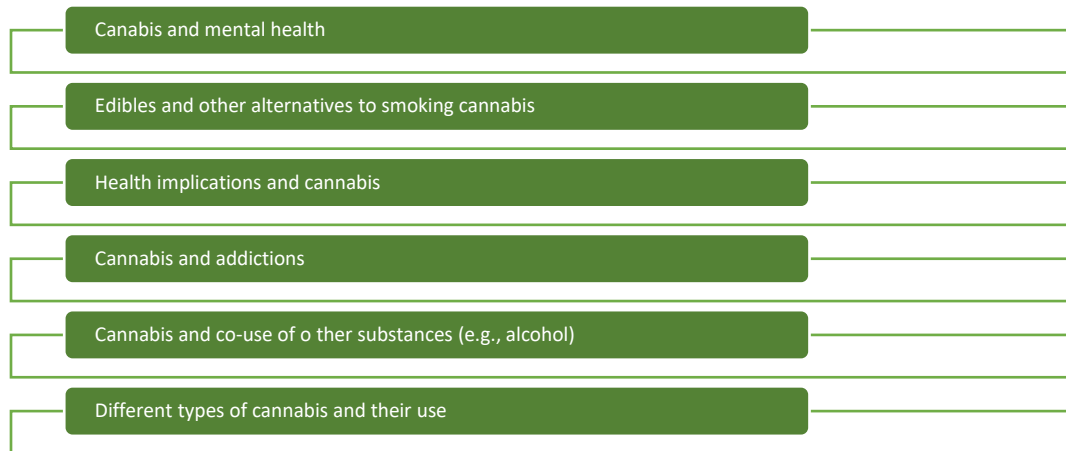 Canabis and mental health
Edibles and other alternatives to smoking cannabis
Health implications and cannabis
Cannabis and addictions
Cannabis and co-use of o ther substances (e.g., alcohol)
Different types of cannabis and their use